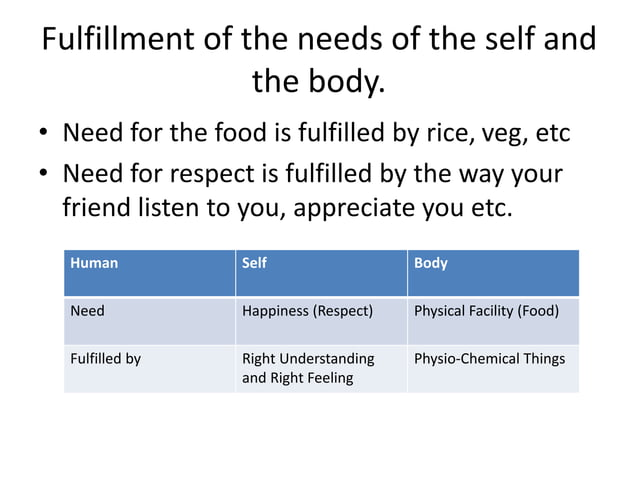 Fulfillment of the needs of the self and
the body.
• Need for the food is fulfilled by rice, veg, etc
• Need for respect is fulfilled by the way your
friend listen to you, appreciate you etc.
Human Self Body
Need Happiness (Respect) Physical Facility (Food)
Fulfilled by Right Understanding Physio-Chemical Things
and Right Feeling